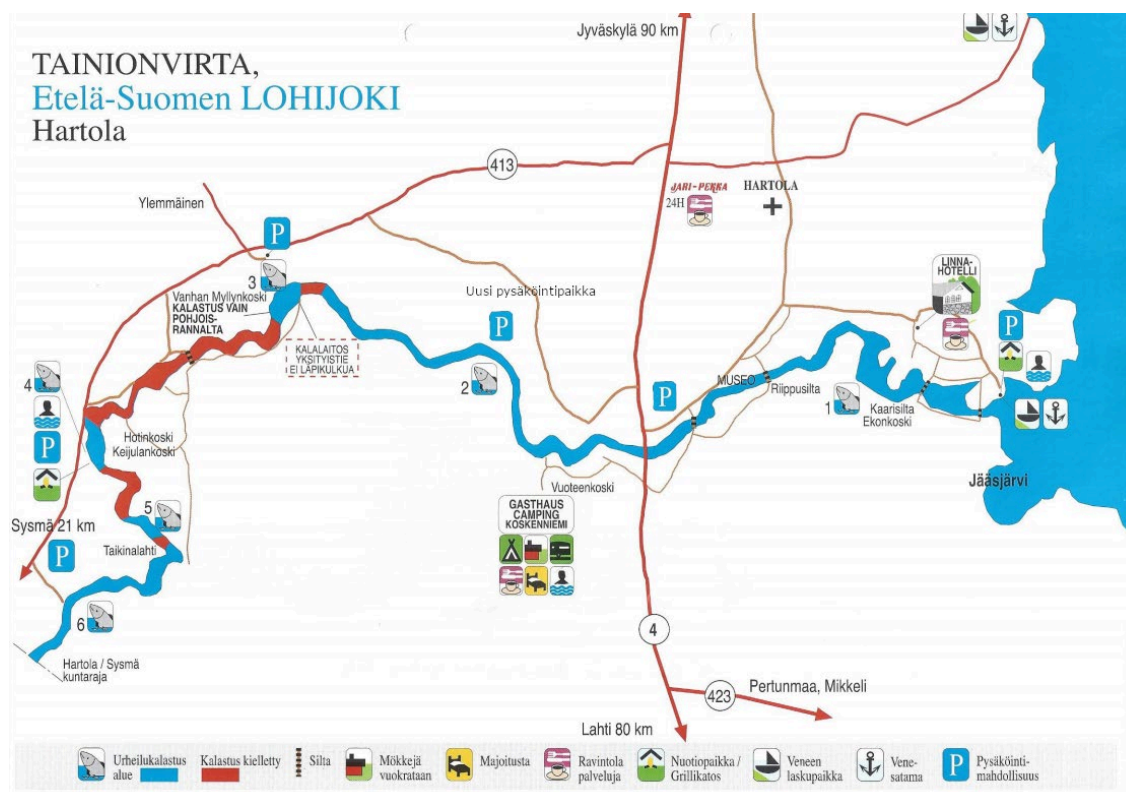 Jyväskylä 90 km
TAINIONVIRTA,
Etelä-Suomen LOHIJOKI
Hartola
413
JARI-PEKKA
24H
HARTOLA
Ylemmäinen
P
3
LINNA-
HOTELLI
Vanhan Myllynkoski
KALASTUS VAIN
POHJOIS-
RANNALTA
Uusi pysäköintipaikka
P
P
KALALAITOS
YKSITYISTIE
EI LÄPIKULKUA
4
2
P
MUSEO
Riippusilta
1
Kaarisilta
Ekonkoski
P
Hotinkoski
Keijulankoski
Vuoteenkoski
Jääsjärvi
GASTHAUS
CAMPING
KOSKENNIEMI
5
Sysmä 21 km
P
Taikinalahti
6
4
Hartola / Sysmä
kuntaraja
423
Pertunmaa, Mikkeli
Lahti 80 km
Urheilukalastus
alue
Kalastus kielletty
Silta
Mökkejä
vuokrataan
Majoitusta
Ravintola
palveluja
Nuotiopaikka /
Grillikatos
Veneen
laskupaikka
Vene-
satama
P
Pysäköinti-
mahdollisuus